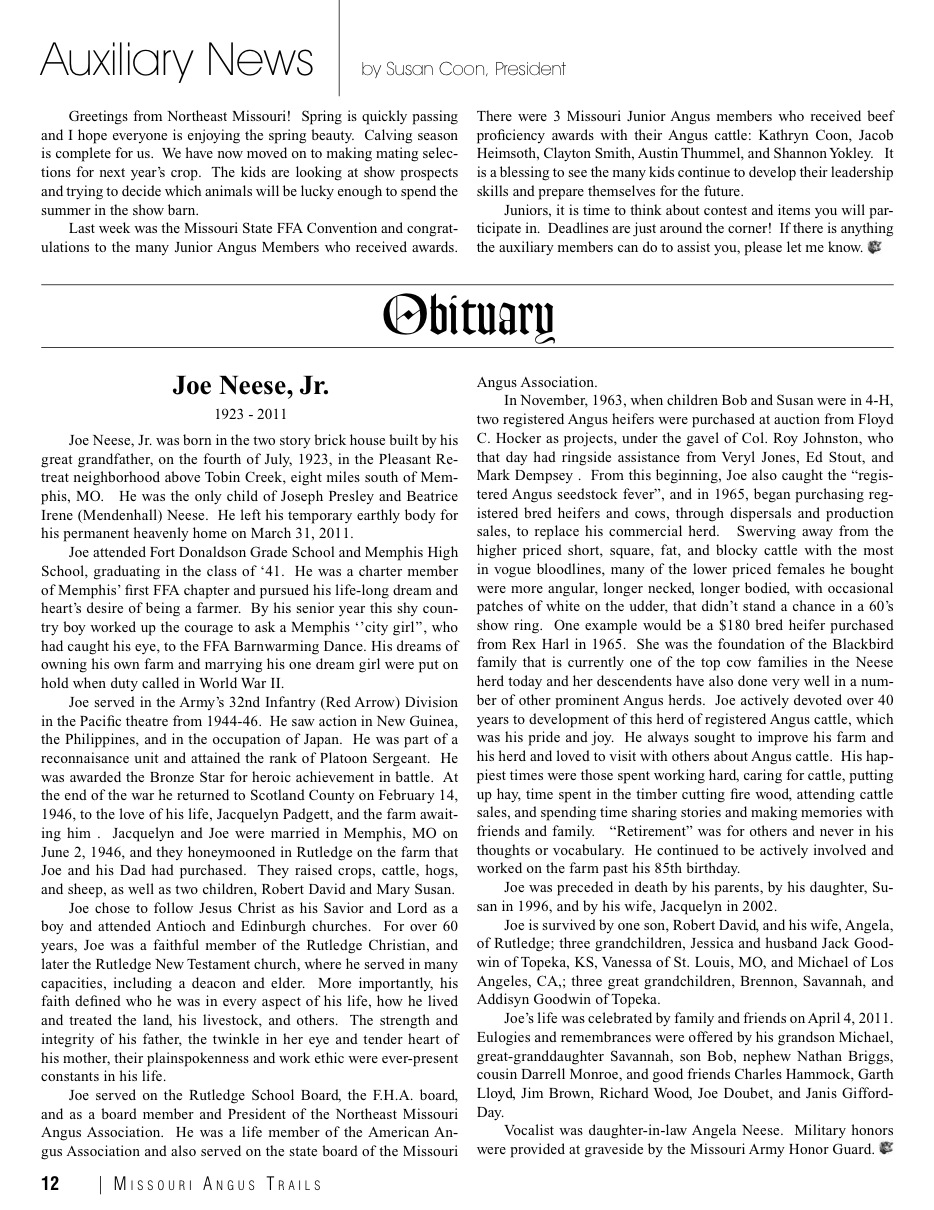 Auxiliary News
by Susan Coon, President
Greetings from Northeast Missouri!  Spring is quickly passing
and I hope everyone is enjoying the spring beauty.  Calving season
is complete for us.  We have now moved on to making mating selec-
tions for next year's crop.  The kids are looking at show prospects
and trying to decide which animals will be lucky enough to spend the
summer in the show barn.
Last week was the Missouri State FFA Convention and congrat-
ulations to the many Junior Angus Members who received awards.
There were 3 Missouri Junior Angus members who received beef
proficiency awards with their Angus cattle: Kathryn Coon, Jacob
Heimsoth, Clayton Smith, Austin Thummel, and Shannon Yokley.   It
is a blessing to see the many kids continue to develop their leadership
skills and prepare themselves for the future.
Juniors, it is time to think about contest and items you will par-
ticipate in.  Deadlines are just around the corner!  If there is anything
the auxiliary members can do to assist you, please let me know.
Obituary
Joe Neese, Jr.
1923 - 2011
Joe Neese, Jr. was born in the two story brick house built by his
great grandfather, on the fourth of July, 1923, in the Pleasant Re-
treat neighborhood above Tobin Creek, eight miles south of Mem-
phis, MO.   He was the only child of Joseph Presley and Beatrice
Irene (Mendenhall) Neese.  He left his temporary earthly body for
his permanent heavenly home on March 31, 2011.
Joe attended Fort Donaldson Grade School and Memphis High
School, graduating in the class of ‘41.  He was a charter member
of Memphis’ first FFA chapter and pursued his life-long dream and
heart's desire of being a farmer.  By his senior year this shy coun-
try boy worked up the courage to ask a Memphis ‘’city girl”, who
had caught his eye, to the FFA Barnwarming Dance. His dreams of
owning his own farm and marrying his one dream girl were put on
hold when duty called in World War II.
Joe served in the Army's 32nd Infantry (Red Arrow) Division
in the Pacific theatre from 1944-46.  He saw action in New Guinea,
the Philippines, and in the occupation of Japan.  He was part of a
reconnaisance unit and attained the rank of Platoon Sergeant.  He
was awarded the Bronze Star for heroic achievement in battle.  At
the end of the war he returned to Scotland County on February 14,
1946, to the love of his life, Jacquelyn Padgett, and the farm await-
ing him .  Jacquelyn and Joe were married in Memphis, MO on
June 2, 1946, and they honeymooned in Rutledge on the farm that
Joe and his Dad had purchased.  They raised crops, cattle, hogs,
and sheep, as well as two children, Robert David and Mary Susan.
Joe chose to follow Jesus Christ as his Savior and Lord as a
boy and attended Antioch and Edinburgh churches.  For over 60
years, Joe was a faithful member of the Rutledge Christian, and
later the Rutledge New Testament church, where he served in many
capacities, including a deacon and elder.  More importantly, his
faith defined who he was in every aspect of his life, how he lived
and treated the land, his livestock, and others.  The strength and
integrity of his father, the twinkle in her eye and tender heart of
his mother, their plainspokenness and work ethic were ever-present
constants in his life.
Joe served on the Rutledge School Board, the F.H.A. board,
and as a board member and President of the Northeast Missouri
Angus Association.  He was a life member of the American An-
gus Association and also served on the state board of the Missouri
Angus Association.
In November, 1963, when children Bob and Susan were in 4-H,
two registered Angus heifers were purchased at auction from Floyd
C. Hocker as projects, under the gavel of Col. Roy Johnston, who
that day had ringside assistance from Veryl Jones, Ed Stout, and
Mark Dempsey .  From this beginning, Joe also caught the “regis-
tered Angus seedstock fever”, and in 1965, began purchasing reg-
istered bred heifers and cows, through dispersals and production
sales, to replace his commercial herd.   Swerving away from the
higher priced short, square, fat, and blocky cattle with the most
in vogue bloodlines, many of the lower priced females he bought
were more angular, longer necked, longer bodied, with occasional
patches of white on the udder, that didn't stand a chance in a 60's
show ring.  One example would be a $180 bred heifer purchased
from Rex Harl in 1965.  She was the foundation of the Blackbird
family that is currently one of the top cow families in the Neese
herd today and her descendents have also done very well in a num-
ber of other prominent Angus herds.  Joe actively devoted over 40
years to development of this herd of registered Angus cattle, which
was his pride and joy.  He always sought to improve his farm and
his herd and loved to visit with others about Angus cattle.  His hap-
piest times were those spent working hard, caring for cattle, putting
up hay, time spent in the timber cutting fire wood, attending cattle
sales, and spending time sharing stories and making memories with
friends and family.   “Retirement” was for others and never in his
thoughts or vocabulary.  He continued to be actively involved and
worked on the farm past his 85th birthday.
Joe was preceded in death by his parents, by his daughter, Su-
san in 1996, and by his wife, Jacquelyn in 2002.
Joe is survived by one son, Robert David, and his wife, Angela,
of Rutledge; three grandchildren, Jessica and husband Jack Good-
win of Topeka, KS, Vanessa of St. Louis, MO, and Michael of Los
Angeles, CA,; three great grandchildren, Brennon, Savannah, and
Addisyn Goodwin of Topeka.
Joe's life was celebrated by family and friends on April 4, 2011.
Eulogies and remembrances were offered by his grandson Michael,
great-granddaughter Savannah, son Bob, nephew Nathan Briggs,
cousin Darrell Monroe, and good friends Charles Hammock, Garth
Lloyd, Jim Brown, Richard Wood, Joe Doubet, and Janis Gifford-
Day.
Vocalist was daughter-in-law Angela Neese.  Military honors
were provided at graveside by the Missouri Army Honor Guard.
12 | MISSOURI ANGUS TRAILS